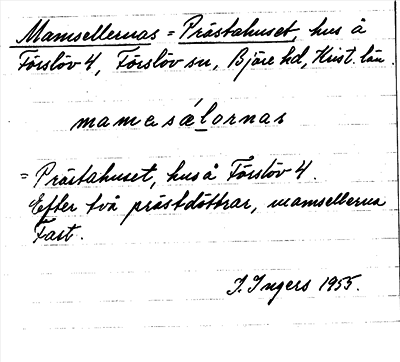 Mamsellernas = Prästahuset, hus å
Förslöv 4, Förslöv sn, Bjäre hd, Krist. län.
mamesälornas
= Prästahuset, hus å Förslöv 4.
Efter två prästdöttrar, mamsellerna
Fast.
I. Ingers 1955.